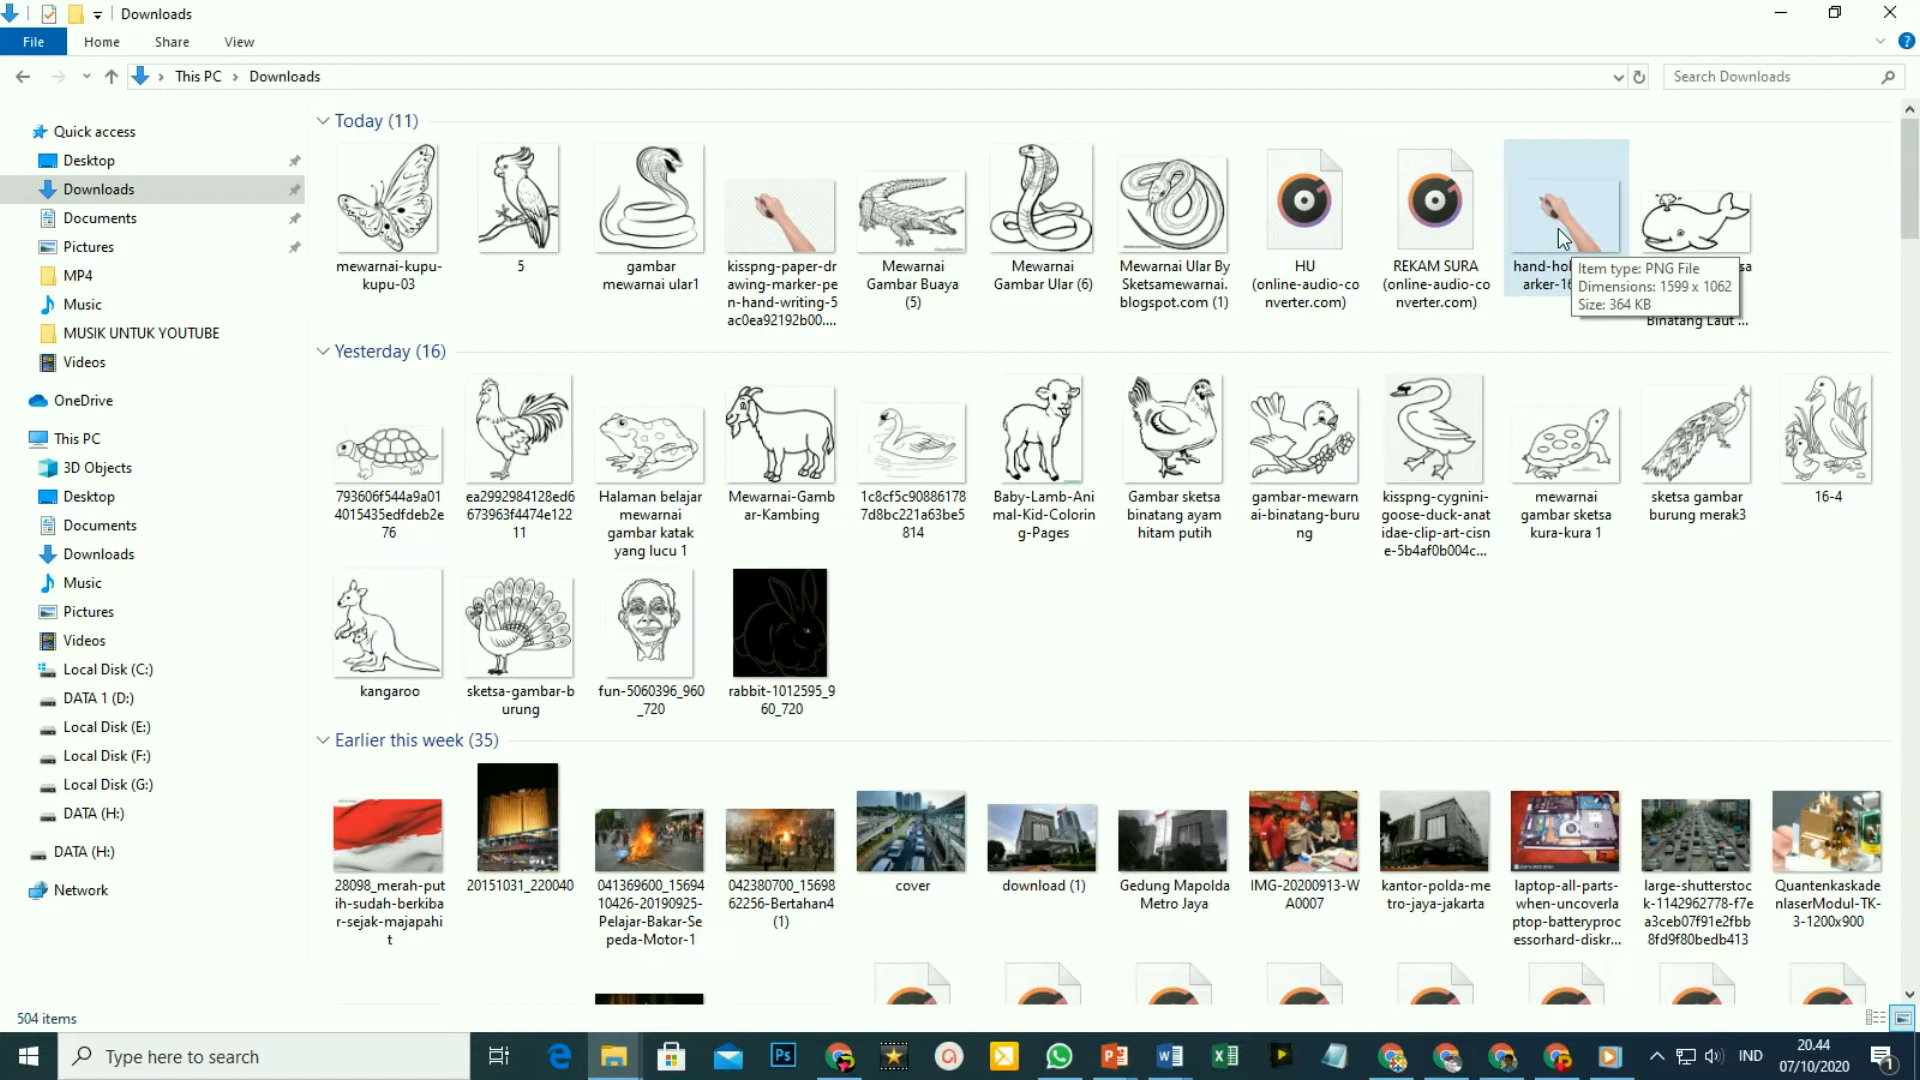 Downloads
File
Home
Share
View
This PC
Downloads
Search Downloads
Quick access
Desktop
Downloads
Documents
Pictures
MP4
Music
MUSIK UNTUK YOUTUBE
Videos
OneDrive
This PC
3D Objects
Desktop
Documents
Downloads
Music
Pictures
Videos
Local Disk (C:)
DATA 1 (D:)
Local Disk (E:)
Local Disk (F:)
Local Disk (G:)
DATA (H:)
DATA (H:)
Network
Today (11)
mewarnai-kupu-
kupu-03
5
gambar
mewarnai ular1
kisspng-paper-dr
awing-marker-pe
n-hand-writing-5
ac0ea92192b00....
Mewarnai
Gambar Buaya
(5)
Mewarnai
Gambar Ular (6)
Mewarnai Ular By
Sketsamewarnai.
blogspot.com (1)
HU
(online-audio-co
nverter.com)
REKAM SURA
(online-audio-co
nverter.com)
Item type: PNG File
Dimensions: 1599 x 1062
Size: 364 KB
Binatang Laut ...
Yesterday (16)
793606f544a9a01
4015435edfdeb2e
76
ea2992984128ed6
673963f4474e122
11
Halaman belajar
mewarnai
gambar katak
yang lucu 1
Mewarnai-Gamb
ar-Kambing
1c8cf5c90886178
7d8bc221a63be5
814
Baby-Lamb-Ani
mal-Kid-Colorin
g-Pages
Gambar sketsa
binatang ayam
hitam putih
gambar-mewarn
ai-binatang-buru
ng
kisspng-cygnini-
goose-duck-anat
idae-clip-art-cisn
e-5b4af0b004c...
mewarnai
gambar sketsa
kura-kura 1
sketsa gambar
burung merak3
16-4
kangaroo
sketsa-gambar-b
urung
fun-5060396_960
_720
rabbit-1012595_9
60_720
Earlier this week (35)
28098_merah-put
ih-sudah-berkiba
r-sejak-majapahi
t
20151031_220040
041369600_15694
10426-20190925-
Pelajar-Bakar-Se
peda-Motor-1
042380700_15698
62256-Bertahan4
(1)
cover
download (1)
Gedung Mapolda
Metro Jaya
IMG-20200913-W
A0007
kantor-polda-me
tro-jaya-jakarta
laptop-all-parts-
when-uncoverla
ptop-batteryproc
essorhard-diskr...
large-shutterstoc
k-1142962778-f7e
a3ceb07f91e2fbb
8fd9f80bedb413
Quantenkaskade
nlaserModul-TK-
3-1200x900
504 items
Type here to search
IND
20.44
07/10/2020
1